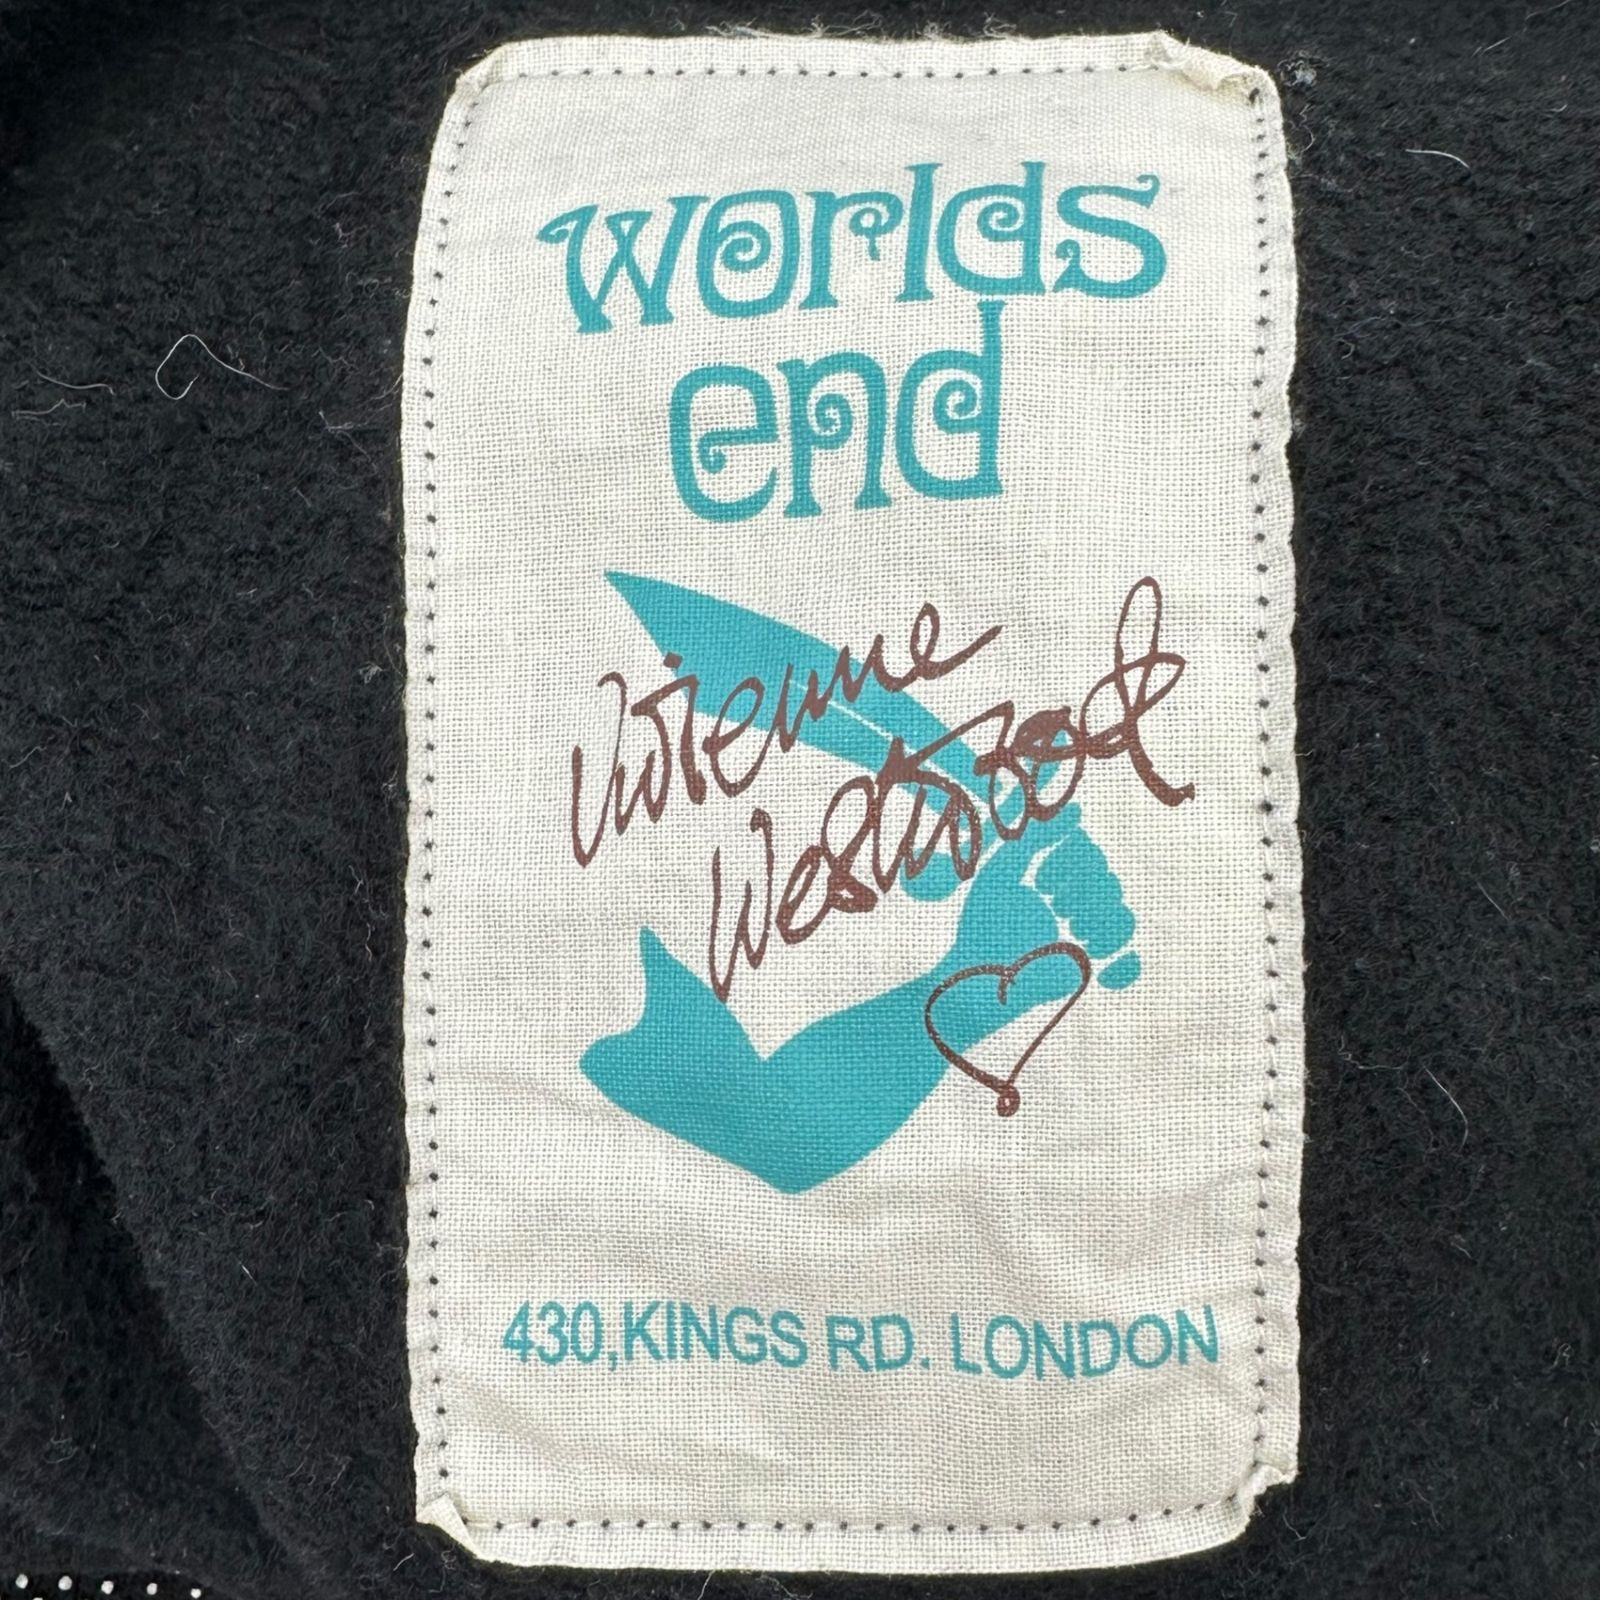 worlds
end
Vivienne
Westwood
430,KINGS RD. LONDON